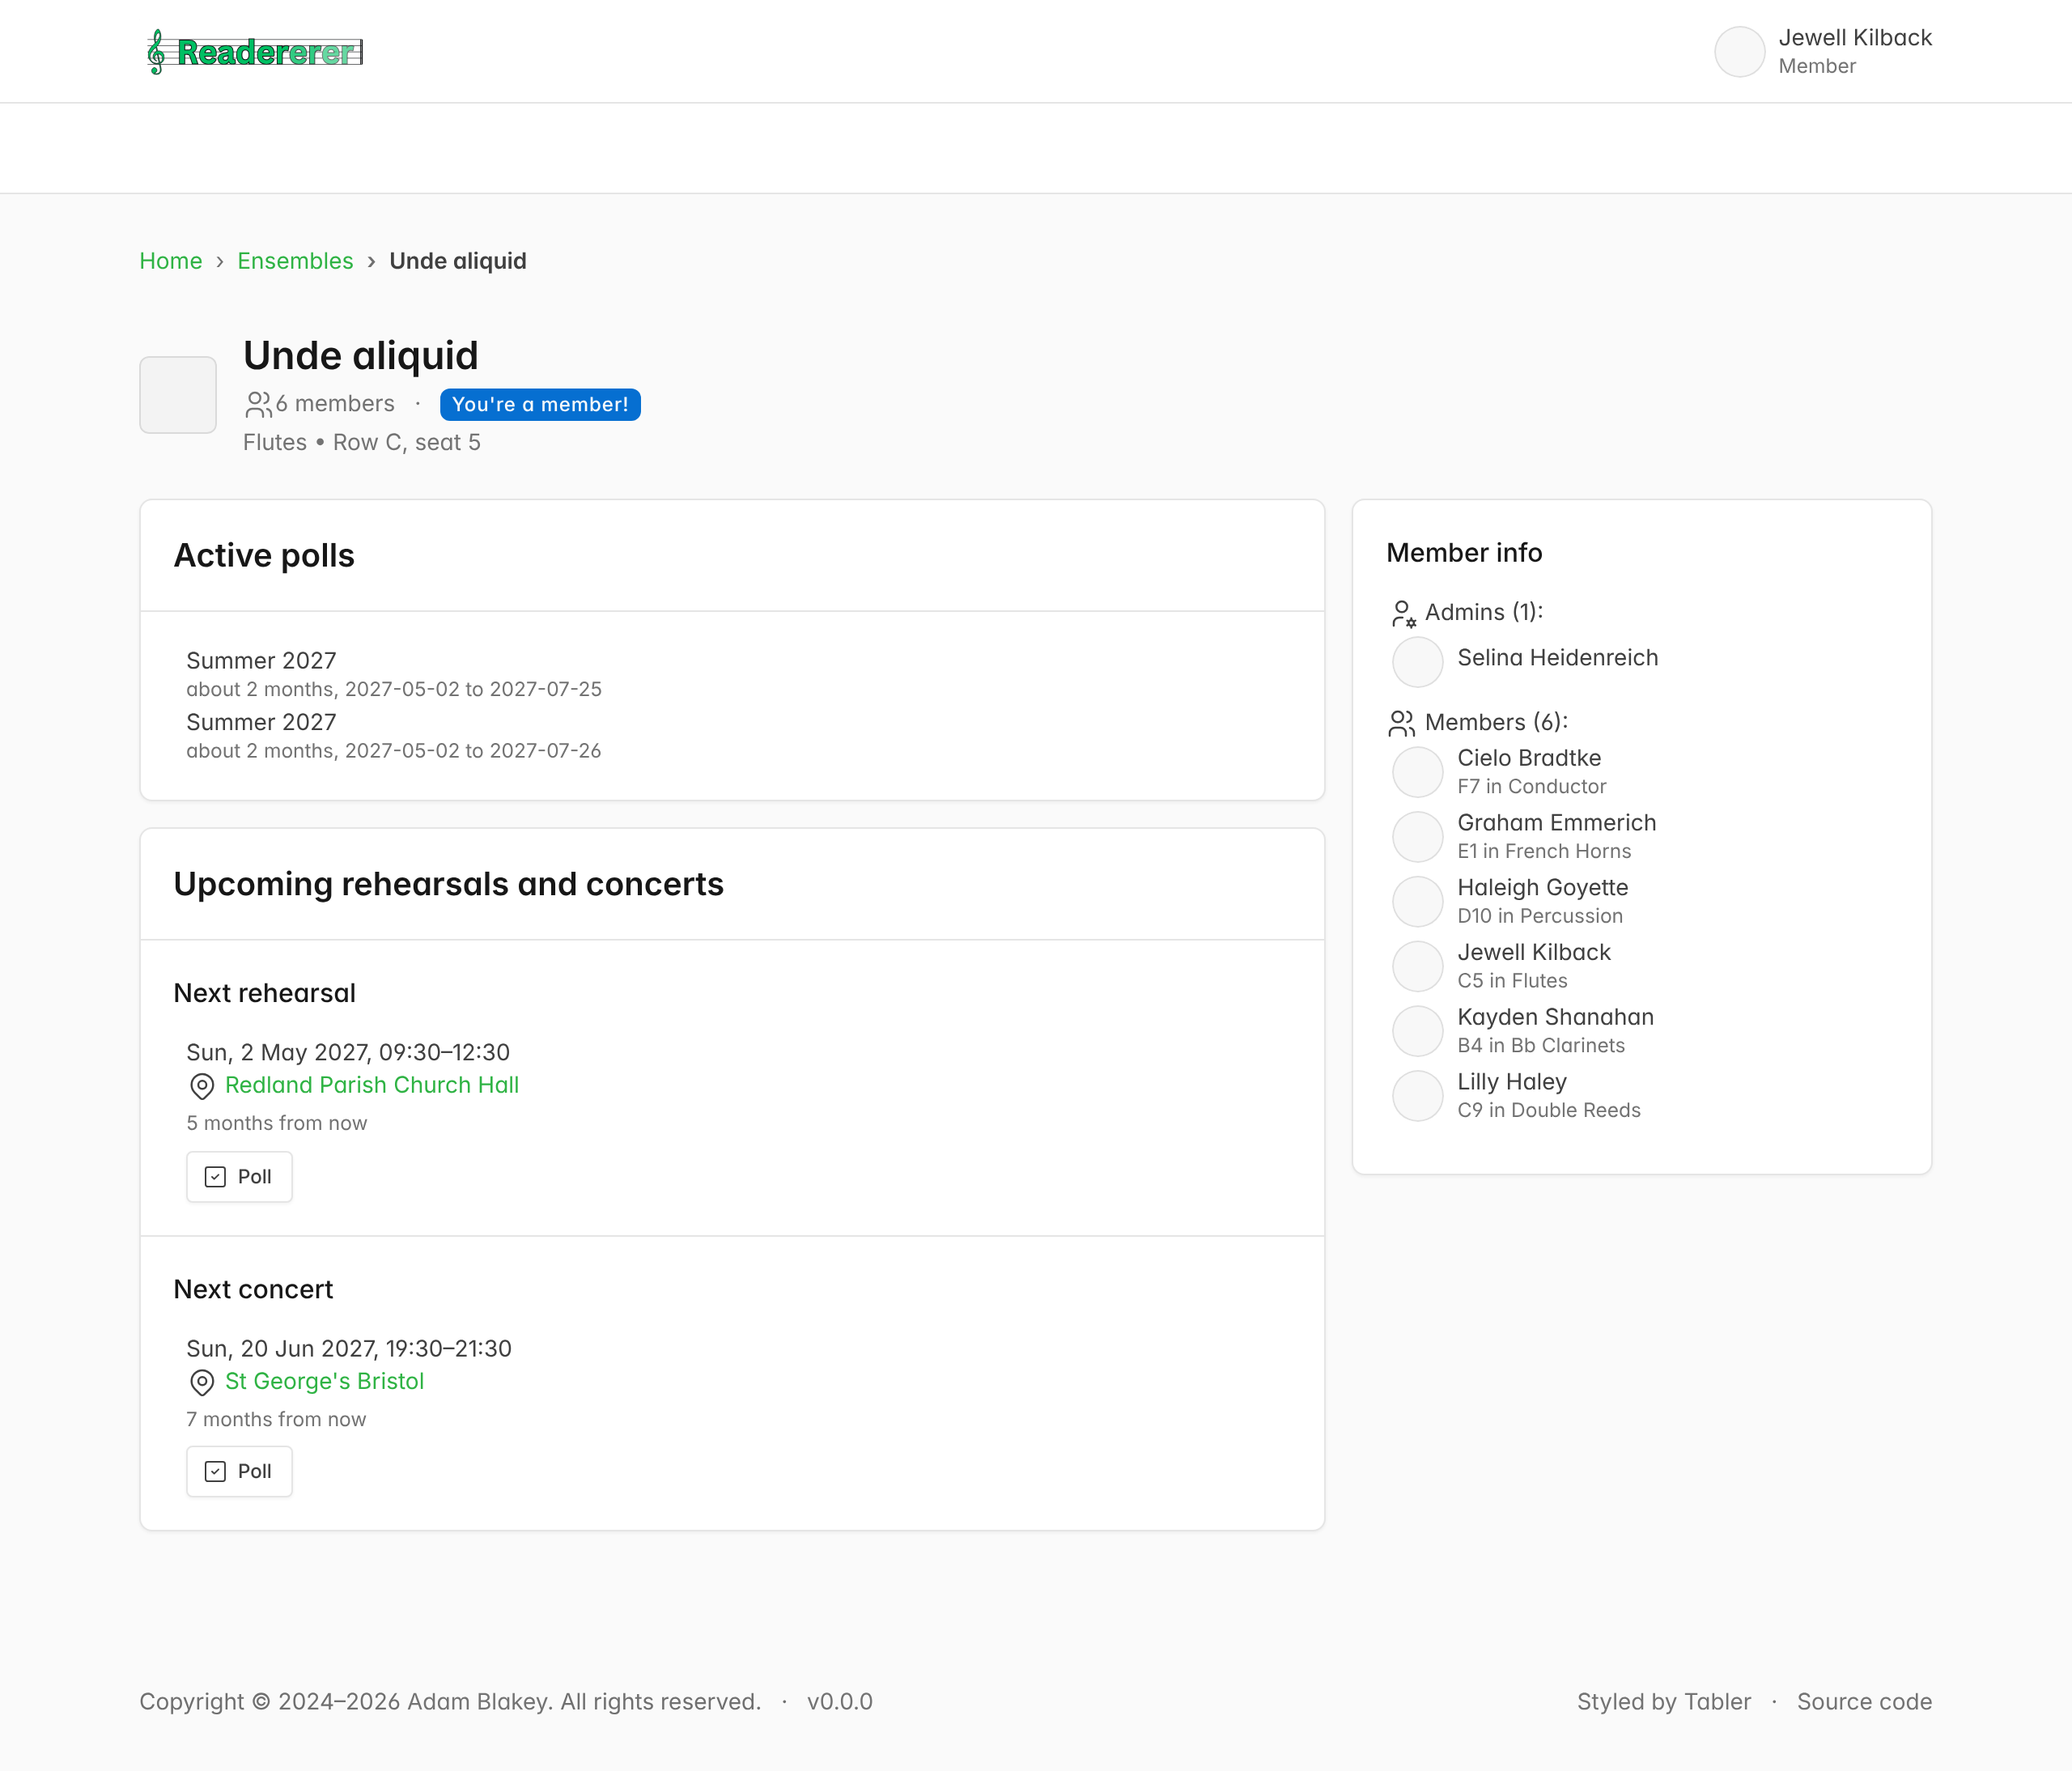 Readererer
Jewell Kilback
Member
Home › Ensembles › Unde aliquid
Unde aliquid
6 members · You're a member!
Flutes • Row C, seat 5
Active polls
Summer 2027
about 2 months, 2027-05-02 to 2027-07-25
Summer 2027
about 2 months, 2027-05-02 to 2027-07-26
Upcoming rehearsals and concerts
Next rehearsal
Sun, 2 May 2027, 09:30–12:30
Redland Parish Church Hall
5 months from now
Poll
Next concert
Sun, 20 Jun 2027, 19:30–21:30
St George's Bristol
7 months from now
Poll
Member info
Admins (1):
Selina Heidenreich
Members (6):
Cielo Bradtke
F7 in Conductor
Graham Emmerich
E1 in French Horns
Haleigh Goyette
D10 in Percussion
Jewell Kilback
C5 in Flutes
Kayden Shanahan
B4 in Bb Clarinets
Lilly Haley
C9 in Double Reeds
Copyright © 2024–2026 Adam Blakey. All rights reserved. · v0.0.0
Styled by Tabler · Source code